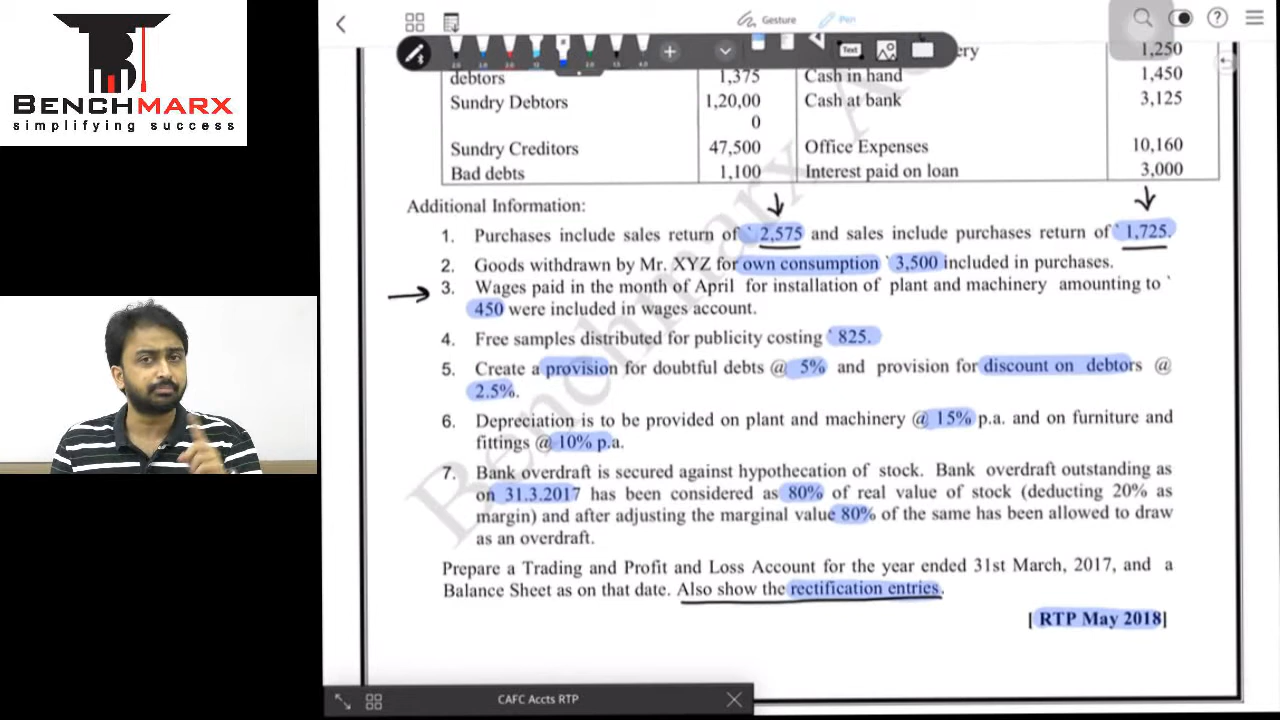 BENCHMARX
simplifying success
Gesture
Pen
Text
ery 1,250
debtors 1,375 Cash in hand 1,450
Sundry Debtors 1,20,00 Cash at bank 3,125
0
Sundry Creditors 47,500 Office Expenses 10,160
Bad debts 1,100 Interest paid on loan 3,000
Additional Information:
1. Purchases include sales return of ` 2,575 and sales include purchases return of ` 1,725.
2. Goods withdrawn by Mr. XYZ for own consumption ` 3,500 included in purchases.
3. Wages paid in the month of April for installation of plant and machinery amounting to `
450 were included in wages account.
4. Free samples distributed for publicity costing ` 825.
5. Create a provision for doubtful debts @ 5% and provision for discount on debtors @
2.5%.
6. Depreciation is to be provided on plant and machinery @ 15% p.a. and on furniture and
fittings @ 10% p.a.
7. Bank overdraft is secured against hypothecation of stock. Bank overdraft outstanding as
on 31.3.2017 has been considered as 80% of real value of stock (deducting 20% as
margin) and after adjusting the marginal value 80% of the same has been allowed to draw
as an overdraft.
Prepare a Trading and Profit and Loss Account for the year ended 31st March, 2017, and a
Balance Sheet as on that date. Also show the rectification entries.
[ RTP May 2018]
CAFC Accts RTP